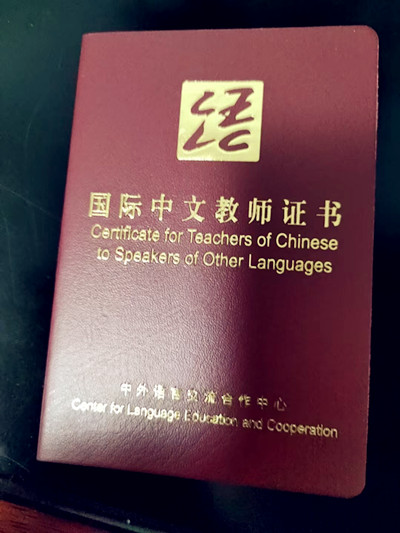 国际中文教师证书
Certificate for Teachers of Chinese
to Speakers of Other Languages
中外语言交流合作中心
Center for Language Education and Cooperation